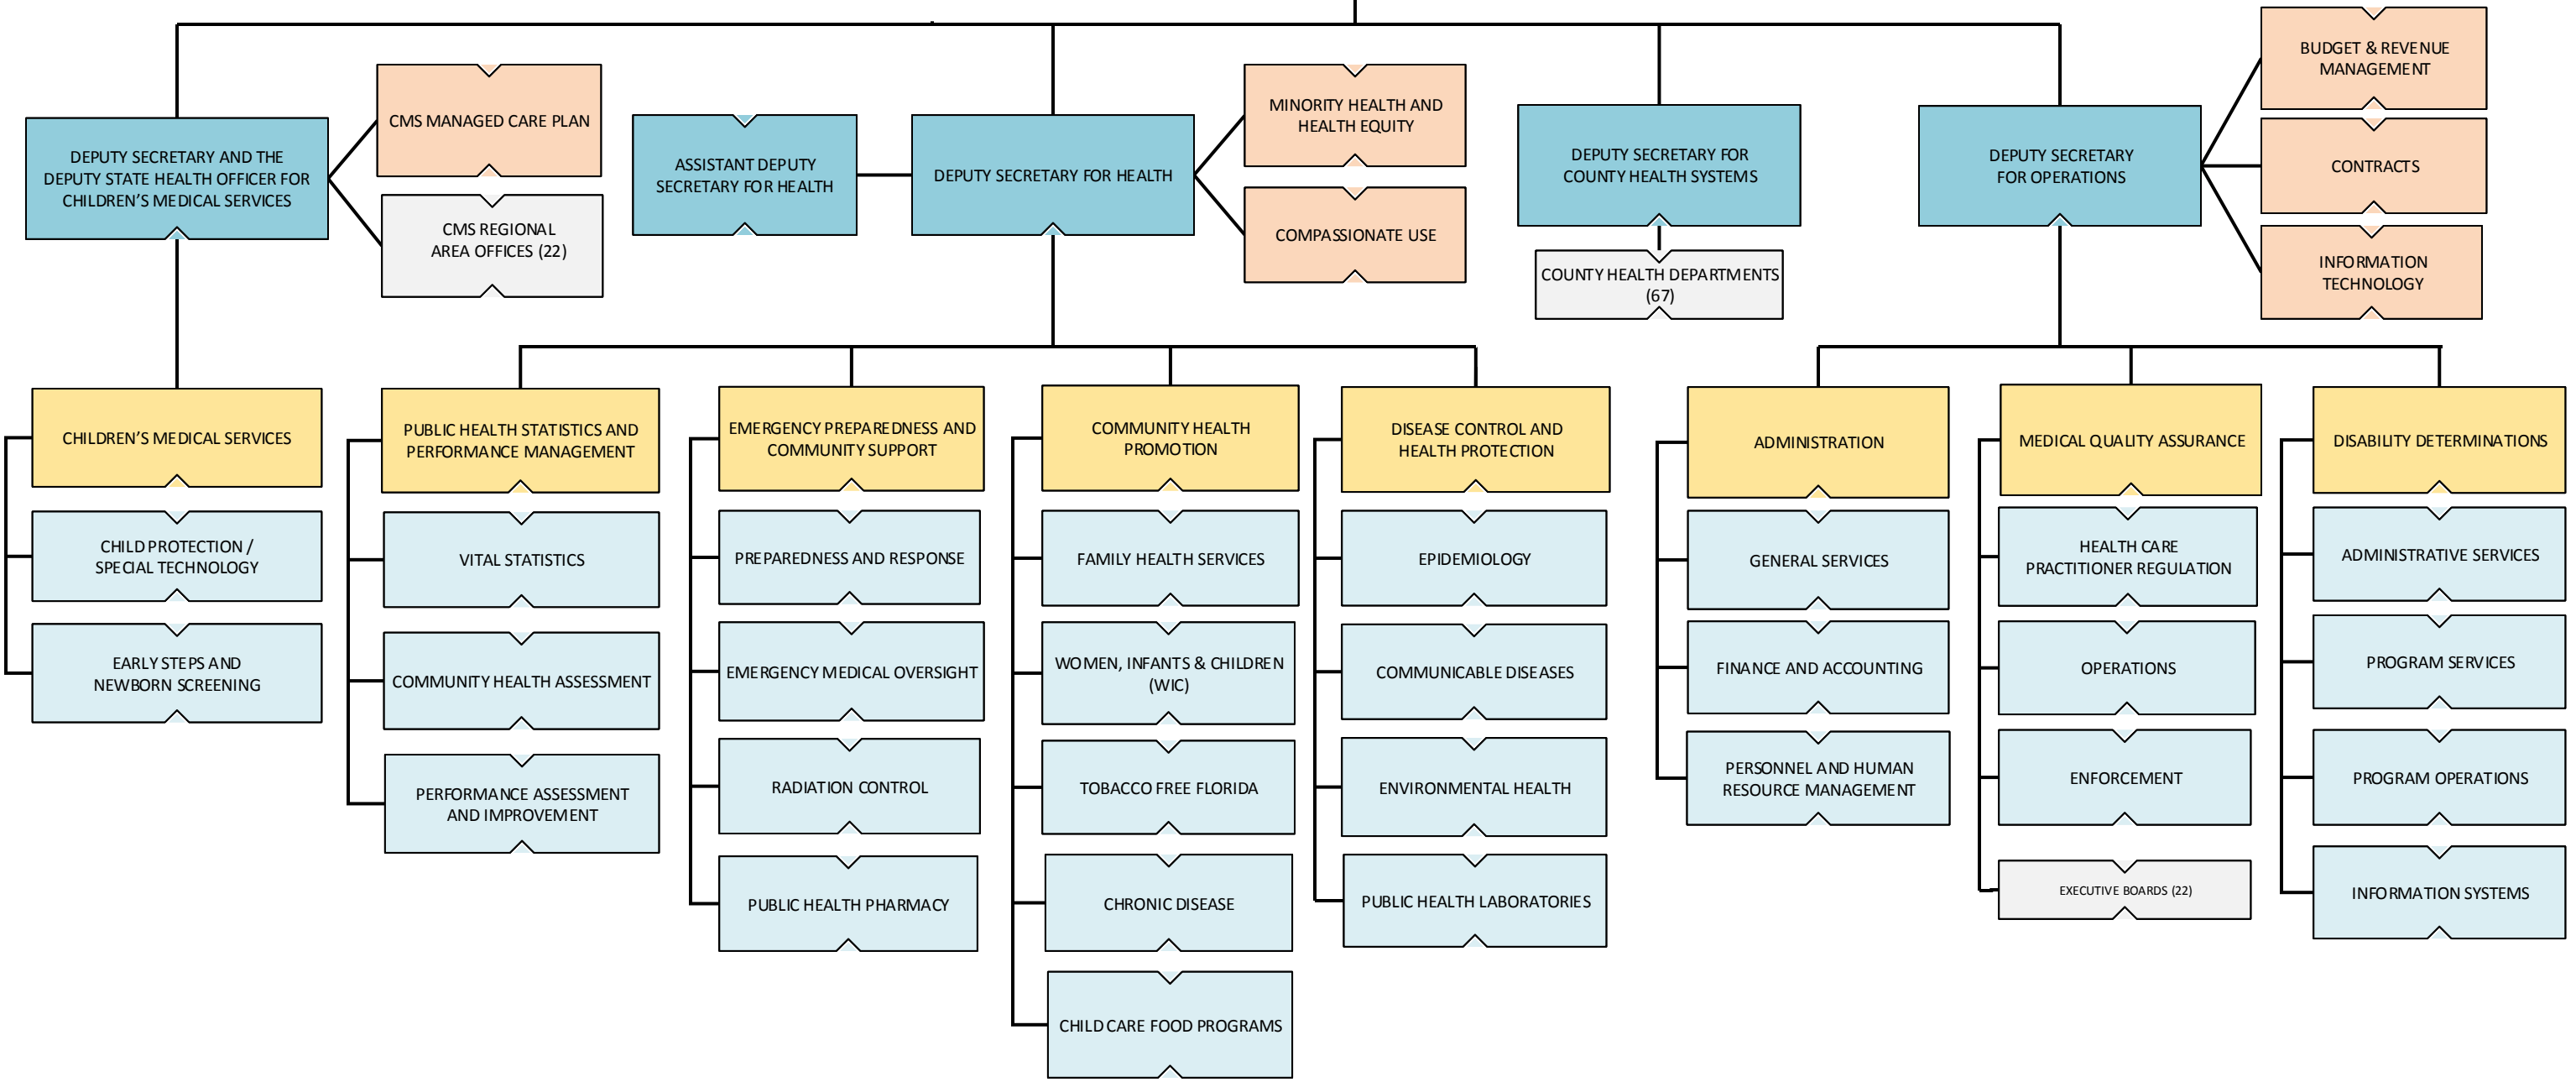 DEPUTY SECRETARY AND THE
DEPUTY STATE HEALTH OFFICER FOR
CHILDREN'S MEDICAL SERVICES
CMS MANAGED CARE PLAN
CMS REGIONAL
AREA OFFICES (22)
ASSISTANT DEPUTY
SECRETARY FOR HEALTH
DEPUTY SECRETARY FOR HEALTH
MINORITY HEALTH AND
HEALTH EQUITY
COMPASSIONATE USE
DEPUTY SECRETARY FOR
COUNTY HEALTH SYSTEMS
COUNTY HEALTH DEPARTMENTS
(67)
DEPUTY SECRETARY
FOR OPERATIONS
BUDGET & REVENUE
MANAGEMENT
CONTRACTS
INFORMATION
TECHNOLOGY
CHILDREN'S MEDICAL SERVICES
CHILD PROTECTION /
SPECIAL TECHNOLOGY
EARLY STEPS AND
NEWBORN SCREENING
PUBLIC HEALTH STATISTICS AND
PERFORMANCE MANAGEMENT
VITAL STATISTICS
COMMUNITY HEALTH ASSESSMENT
PERFORMANCE ASSESSMENT
AND IMPROVEMENT
EMERGENCY PREPAREDNESS AND
COMMUNITY SUPPORT
PREPAREDNESS AND RESPONSE
EMERGENCY MEDICAL OVERSIGHT
RADIATION CONTROL
PUBLIC HEALTH PHARMACY
COMMUNITY HEALTH
PROMOTION
FAMILY HEALTH SERVICES
WOMEN, INFANTS & CHILDREN
(WIC)
TOBACCO FREE FLORIDA
CHRONIC DISEASE
CHILD CARE FOOD PROGRAMS
DISEASE CONTROL AND
HEALTH PROTECTION
EPIDEMIOLOGY
COMMUNICABLE DISEASES
ENVIRONMENTAL HEALTH
PUBLIC HEALTH LABORATORIES
ADMINISTRATION
GENERAL SERVICES
FINANCE AND ACCOUNTING
PERSONNEL AND HUMAN
RESOURCE MANAGEMENT
MEDICAL QUALITY ASSURANCE
HEALTH CARE
PRACTITIONER REGULATION
OPERATIONS
ENFORCEMENT
EXECUTIVE BOARDS (22)
DISABILITY DETERMINATIONS
ADMINISTRATIVE SERVICES
PROGRAM SERVICES
PROGRAM OPERATIONS
INFORMATION SYSTEMS